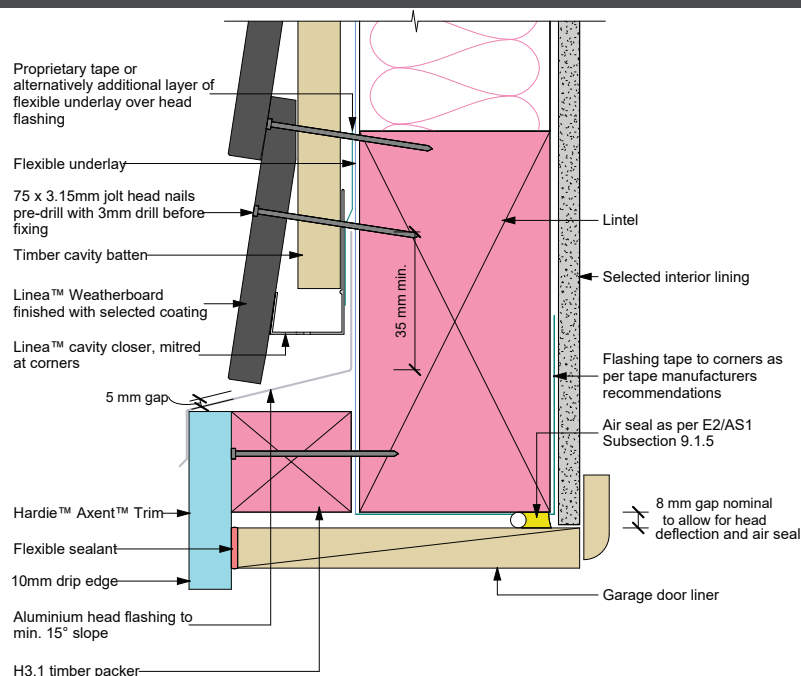 Proprietary tape or
alternatively additional layer of
flexible underlay over head
flashing
Flexible underlay
75 x 3.15mm jolt head nails
pre-drill with 3mm drill before
fixing
Timber cavity batten
Linea™ Weatherboard
finished with selected coating
Linea™ cavity closer, mitred
at corners
5 mm gap
Hardie™ Axent™ Trim
Flexible sealant
10mm drip edge
Aluminium head flashing to
min. 15° slope
H3.1 timber packer
35 mm min.
Lintel
Selected interior lining
Flashing tape to corners as
per tape manufacturers
recommendations
Air seal as per E2/AS1
Subsection 9.1.5
8 mm gap nominal
to allow for head
deflection and air seal
Garage door liner